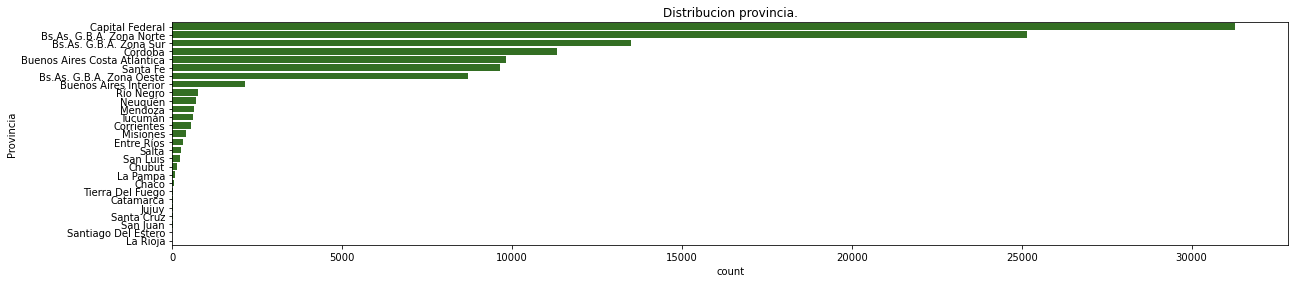 Distribucion provincia.
Provincia
Capital Federal
Bs.As. G.B.A. Zona Norte
Bs.As. G.B.A. Zona Sur
Córdoba
Buenos Aires Costa Atlántica
Santa Fe
Bs.As. G.B.A. Zona Oeste
Buenos Aires Interior
Río Negro
Neuquén
Mendoza
Tucumán
Corrientes
Misiones
Entre Ríos
Salta
San Luis
Chubut
La Pampa
Chaco
Tierra Del Fuego
Catamarca
Jujuy
Santa Cruz
San Juan
Santiago Del Estero
La Rioja
0 5000 10000 15000 20000 25000 30000
count